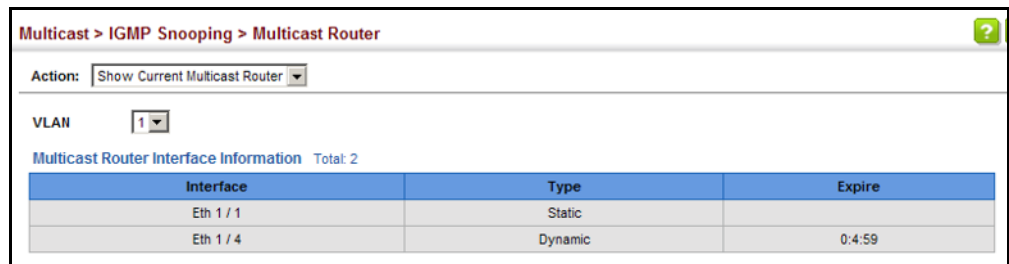 Multicast > IGMP Snooping > Multicast Router
?
Action: Show Current Multicast Router
VLAN 1
Multicast Router Interface Information Total: 2
Interface Type Expire
Eth 1 / 1 Static
Eth 1 / 4 Dynamic 0:4:59